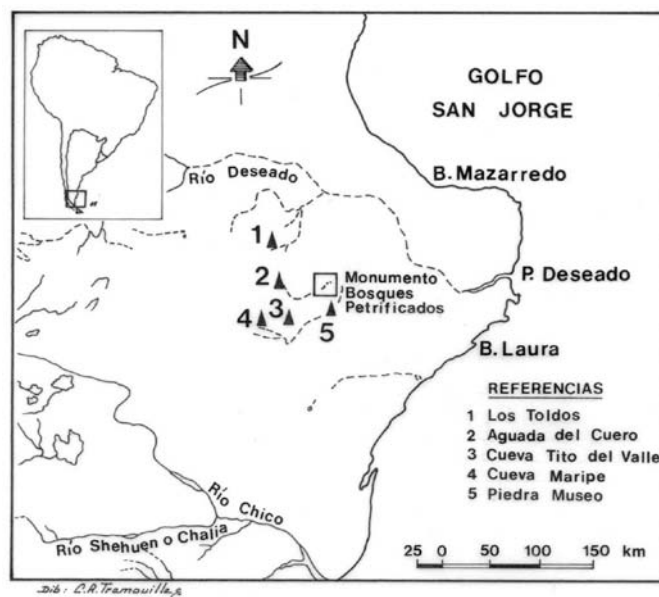 N
GOLFO
SAN JORGE
B. Mazarredo
Río Deseado
1
2
Monumento
Bosques
Petrificados
P. Deseado
4
3
5
B. Laura
REFERENCIAS
1 Los Toldos
2 Aguada del Cuero
3 Cueva Tito del Valle
4 Cueva Maripe
5 Piedra Museo
Río Chico
Río Shehuen o Chalia
25 0 50 100 150 km
Dib: C.R. Tramouilles